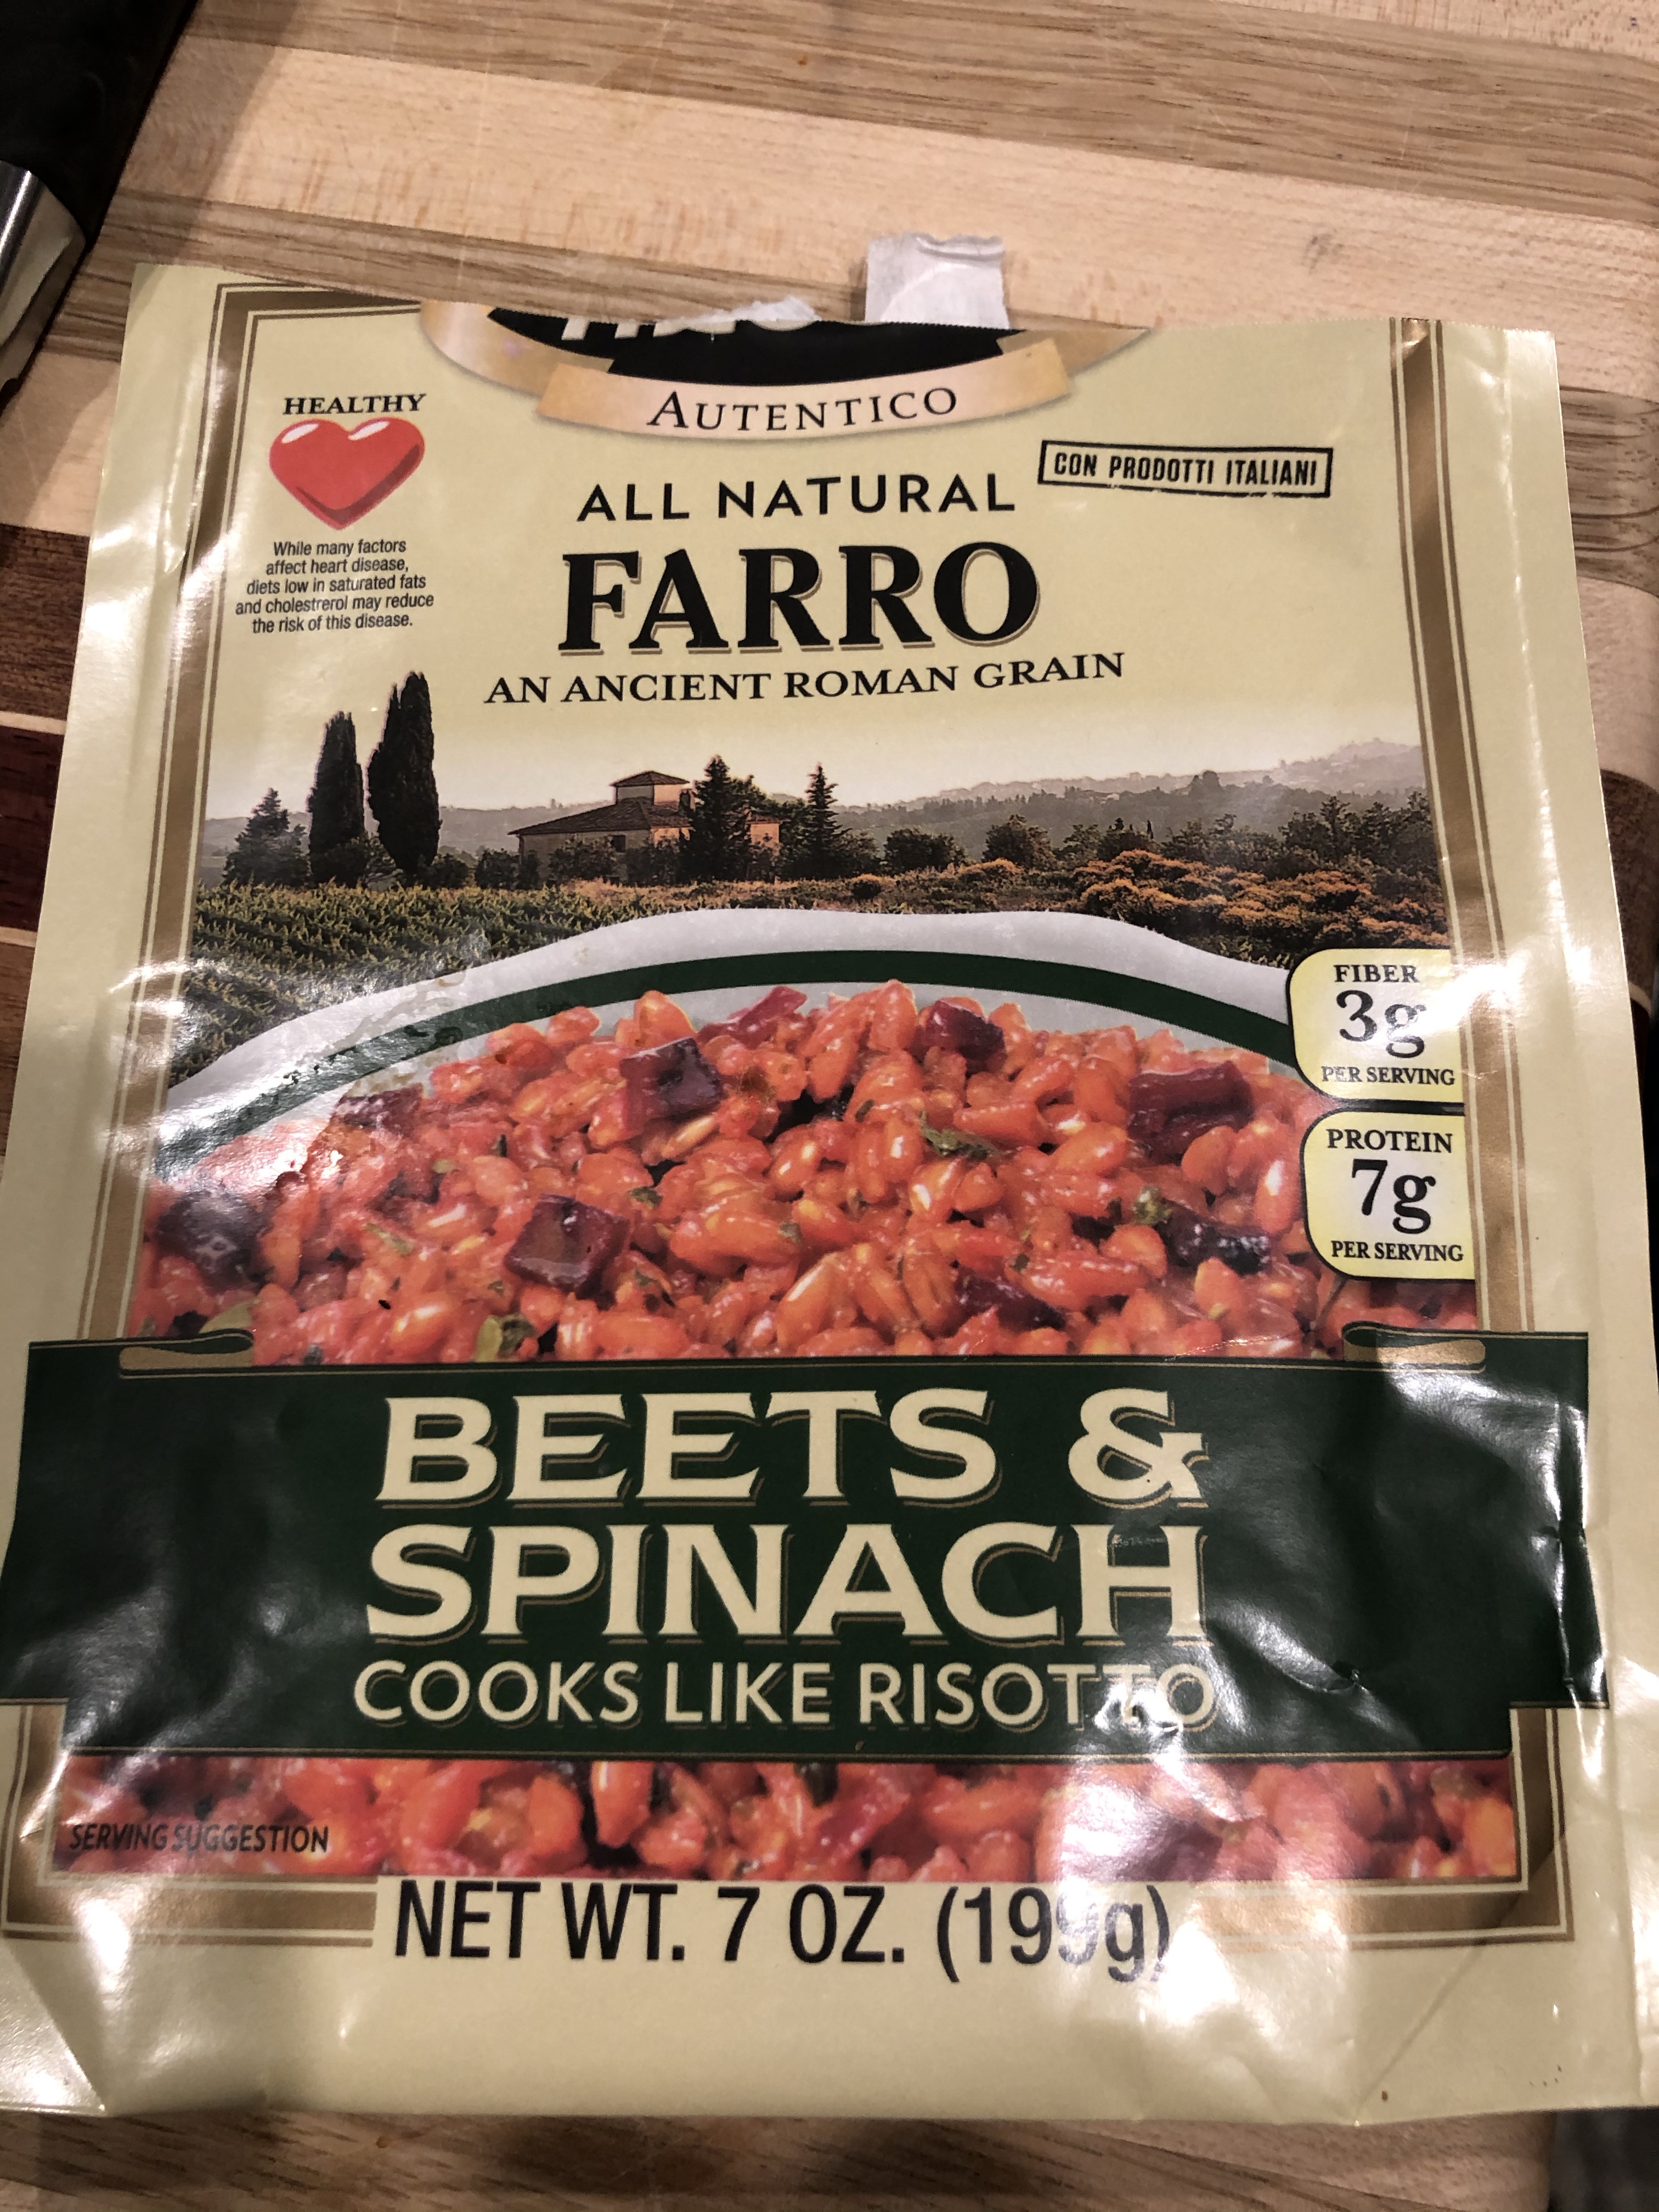 AUTENTICO
HEALTHY
While many factors
affect heart disease,
diets low in saturated fats
and cholestrerol may reduce
the risk of this disease.
CON PRODOTTI ITALIANI
ALL NATURAL
FARRO
AN ANCIENT ROMAN GRAIN
FIBER
3g
PER SERVING
PROTEIN
7g
PER SERVING
BEETS &
SPINACH
COOKS LIKE RISOTTO
SERVING SUGGESTION
NET WT. 7 OZ. (199g)